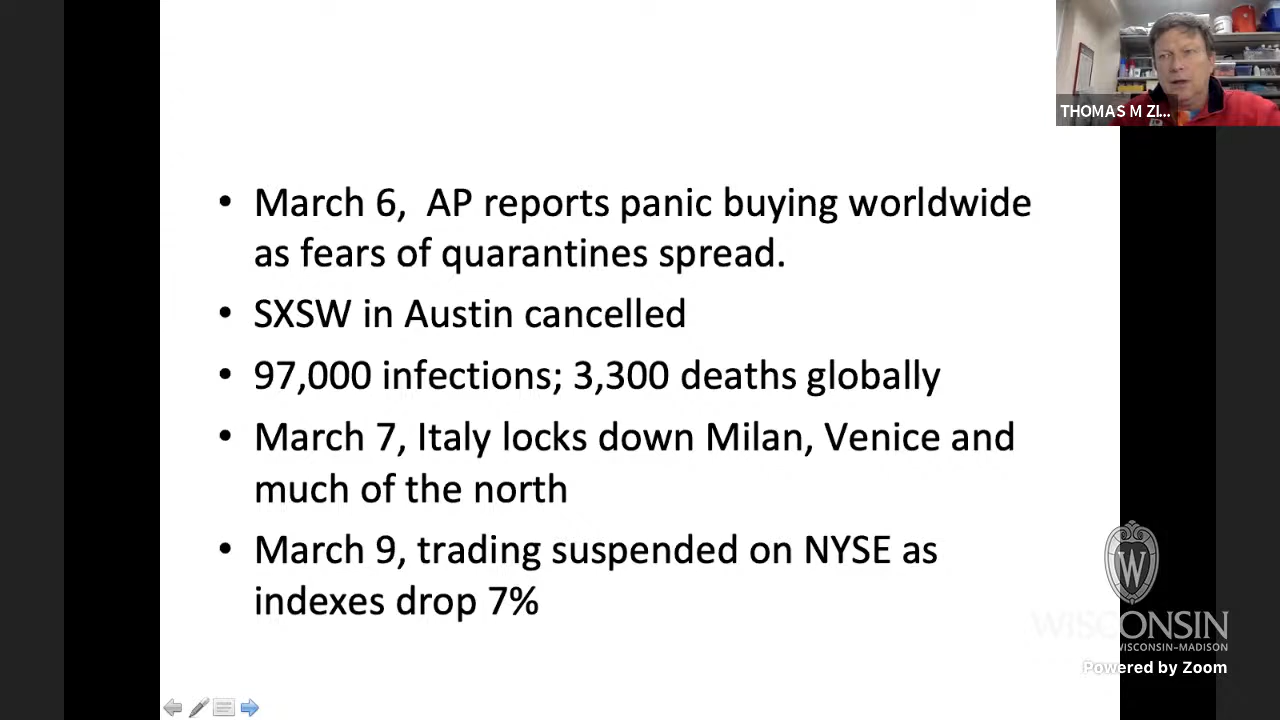 THOMAS M ZI...
• March 6,  AP reports panic buying worldwide
as fears of quarantines spread.
• SXSW in Austin cancelled
• 97,000 infections; 3,300 deaths globally
• March 7, Italy locks down Milan, Venice and
much of the north
• March 9, trading suspended on NYSE as
indexes drop 7%
W
WISCONSIN
WISCONSIN–MADISON
Powered by Zoom